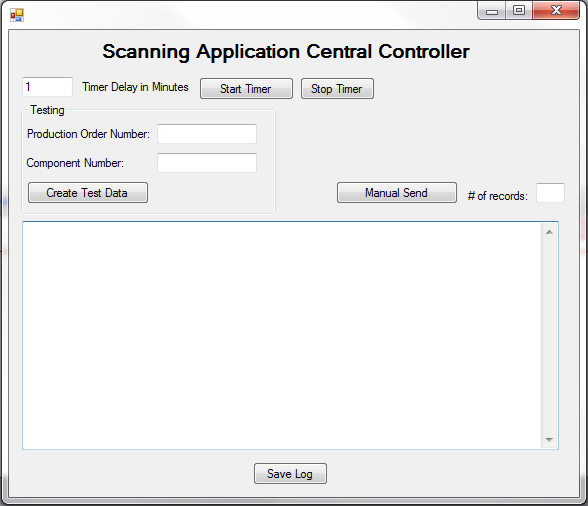 Scanning Application Central Controller
1 Timer Delay in Minutes Start Timer Stop Timer
Testing
Production Order Number:
Component Number:
Create Test Data Manual Send # of records:
Save Log